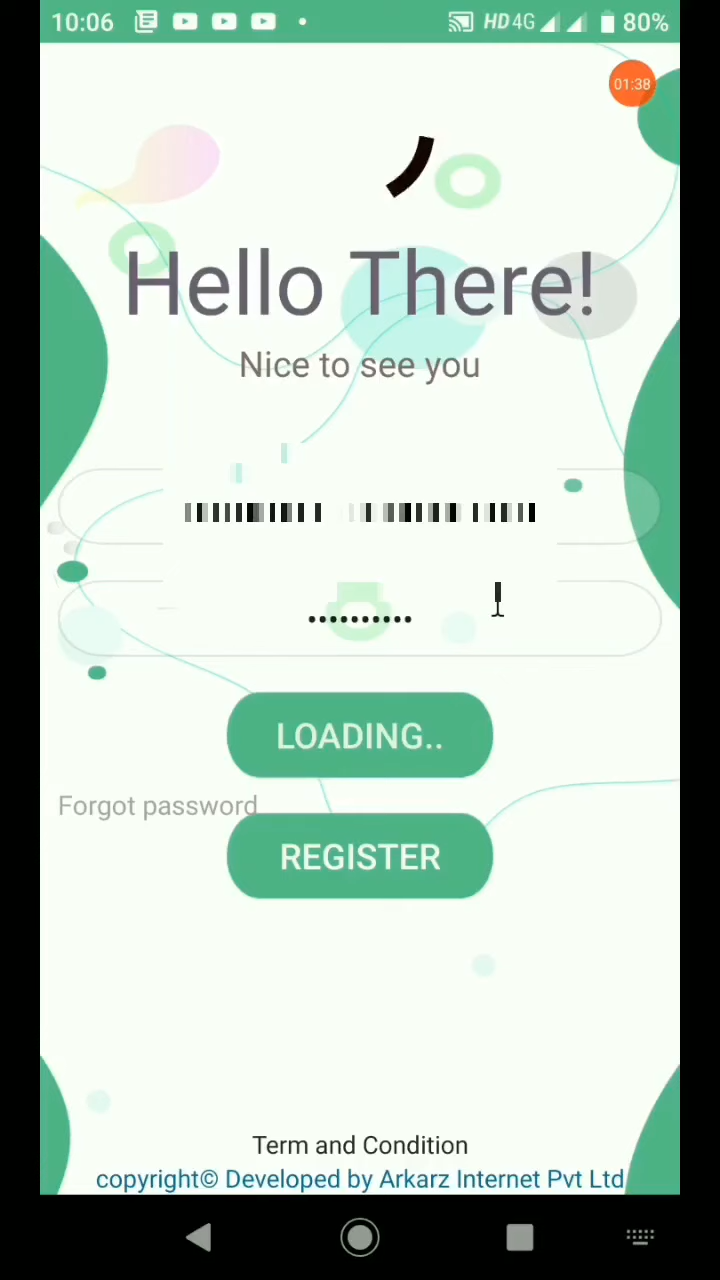 10:06 HD 4G 80%
01:38
Hello There!
Nice to see you
LOADING..
Forgot password
REGISTER
Term and Condition
copyright© Developed by Arkarz Internet Pvt Ltd